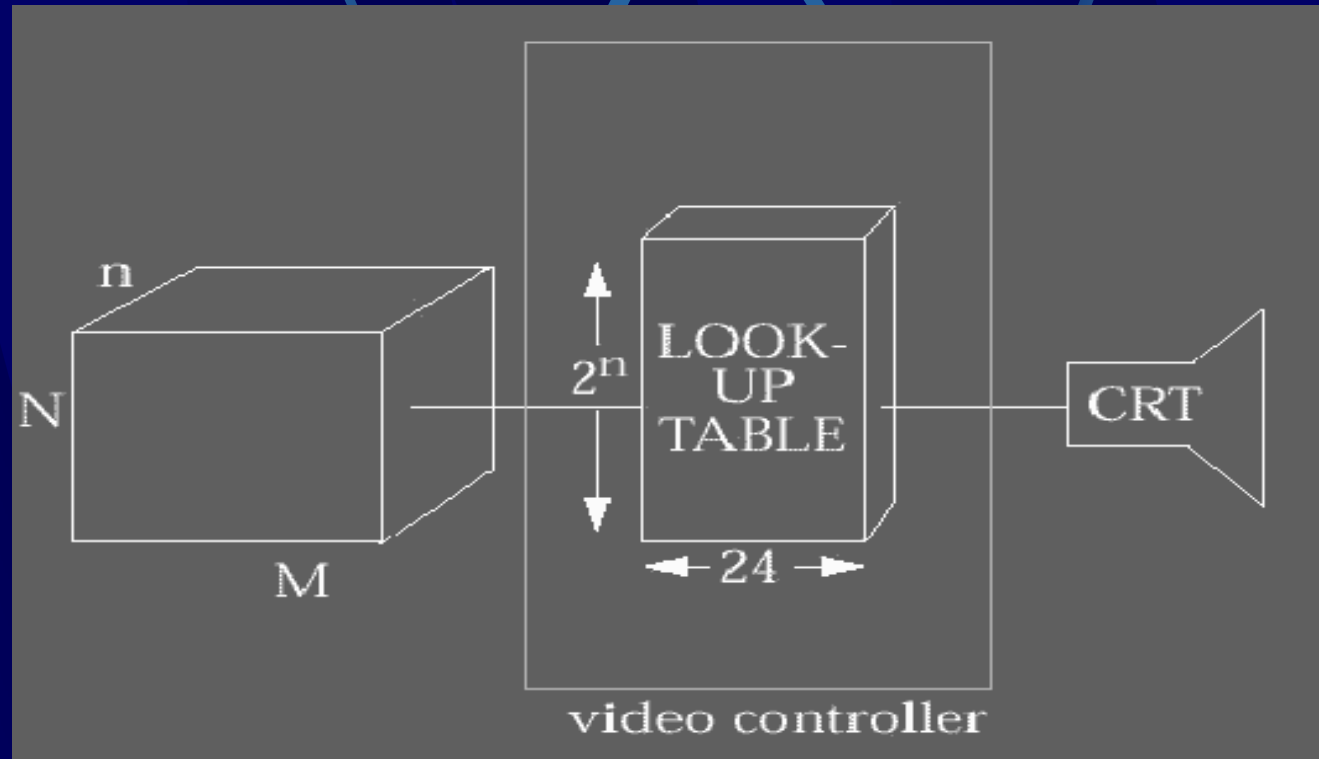 n
N
M
2ⁿ
LOOK-
UP
TABLE
24
CRT
video controller